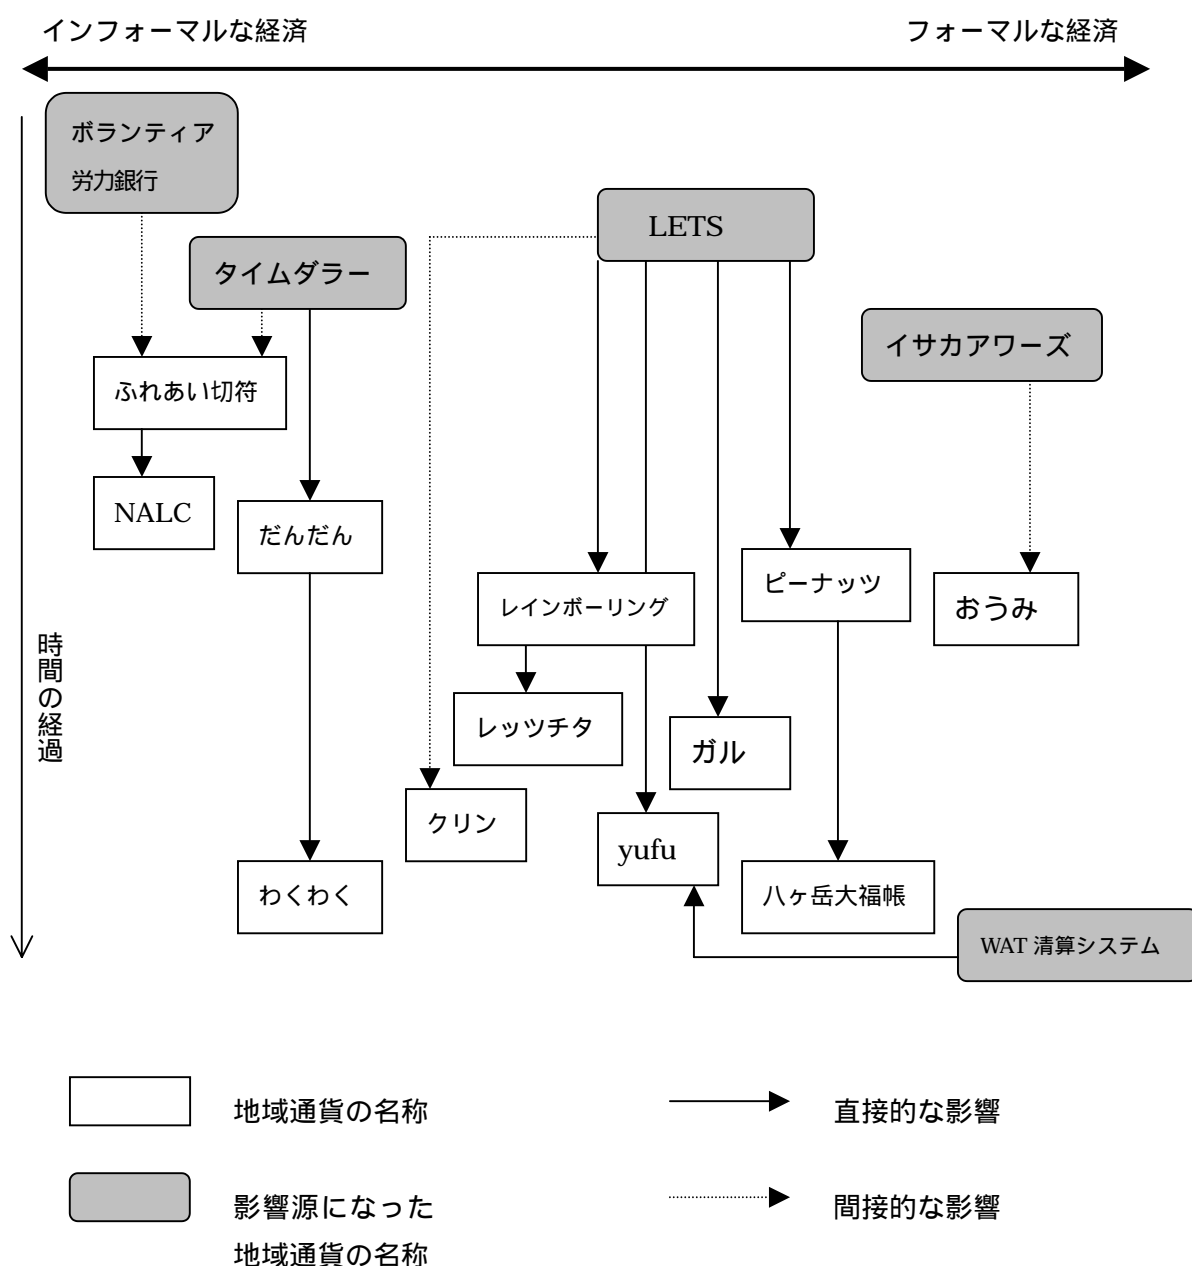 インフォーマルな経済
フォーマルな経済
ボランティア
労力銀行
LETS
タイムダラー
イサカアワーズ
ふれあい切符
NALC
だんだん
ピーナッツ
レインボーリング
おうみ
時間の経過
レッツチタ
ガル
クリン
yufu
わくわく
八ヶ岳大福帳
WAT 清算システム
地域通貨の名称
直接的な影響
影響源になった
地域通貨の名称
間接的な影響